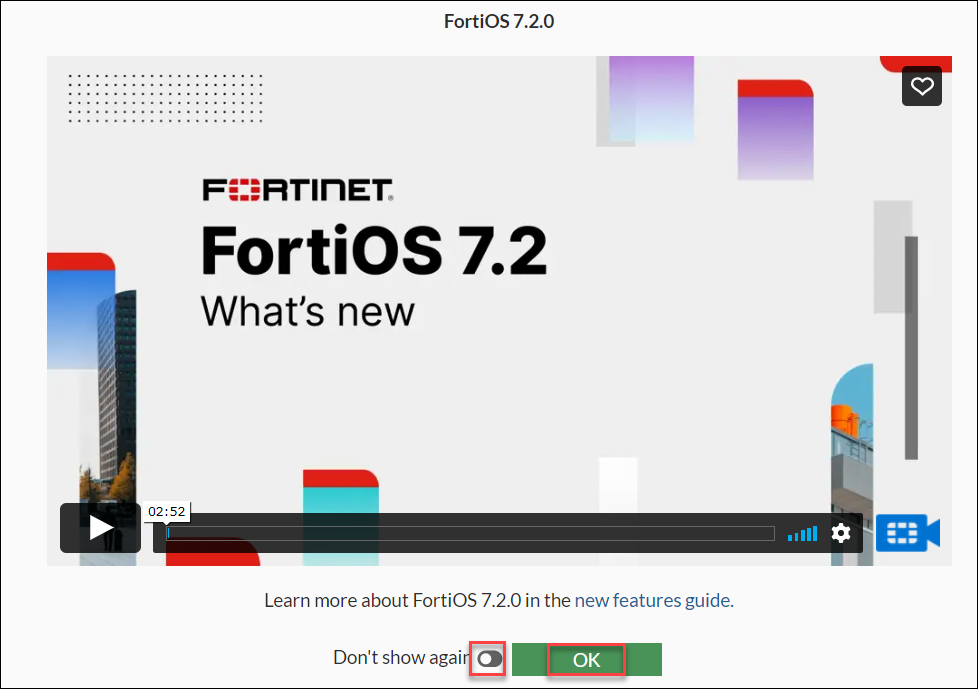 FortiOS 7.2.0
FORTINET
FortiOS 7.2
What's new
02:52
Learn more about FortiOS 7.2.0 in the new features guide.
Don't show again
OK